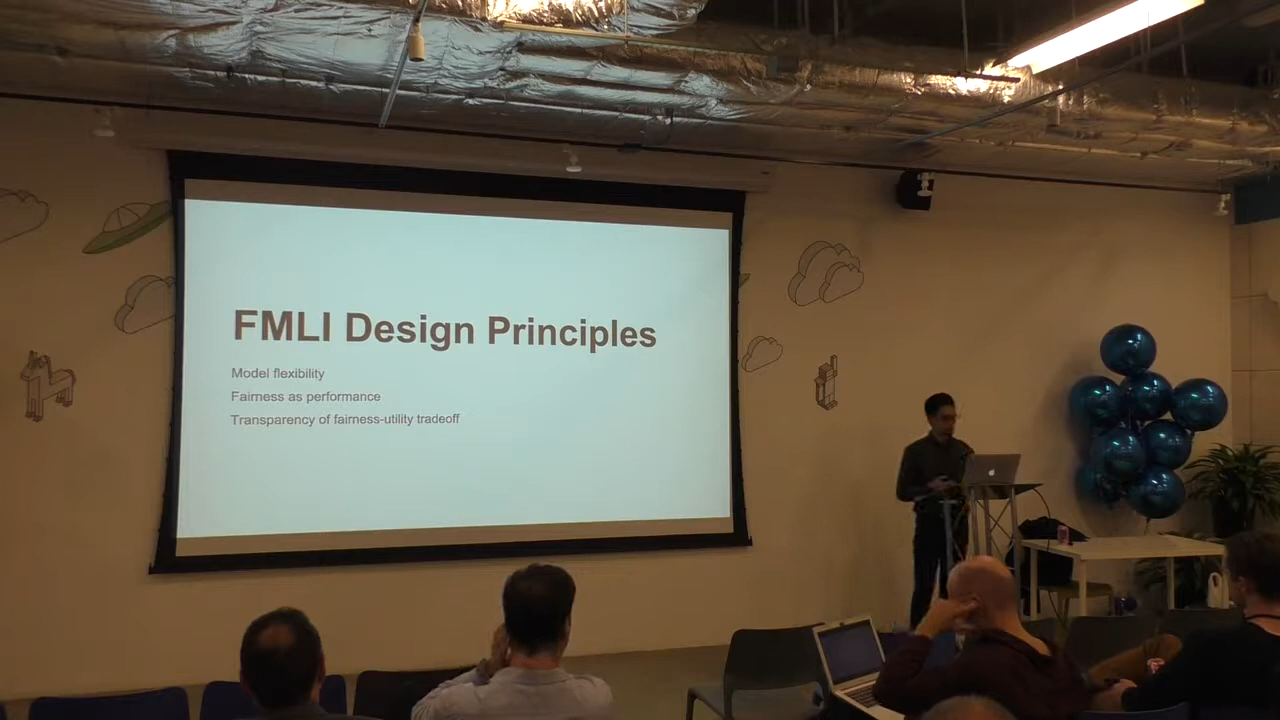 FMLI Design Principles
Model flexibility
Fairness as performance
Transparency of fairness-utility tradeoff